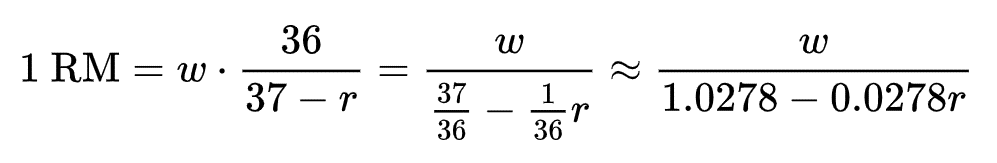 1 RM = w · 36/(37 − r) = w/(37/36 − 1/36 r) ≈ w/(1.0278 − 0.0278r)